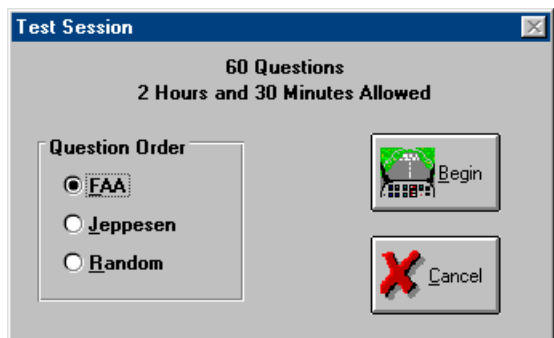 Test Session
60 Questions
2 Hours and 30 Minutes Allowed
Question Order
FAA
Jeppesen
Random
Begin
Cancel